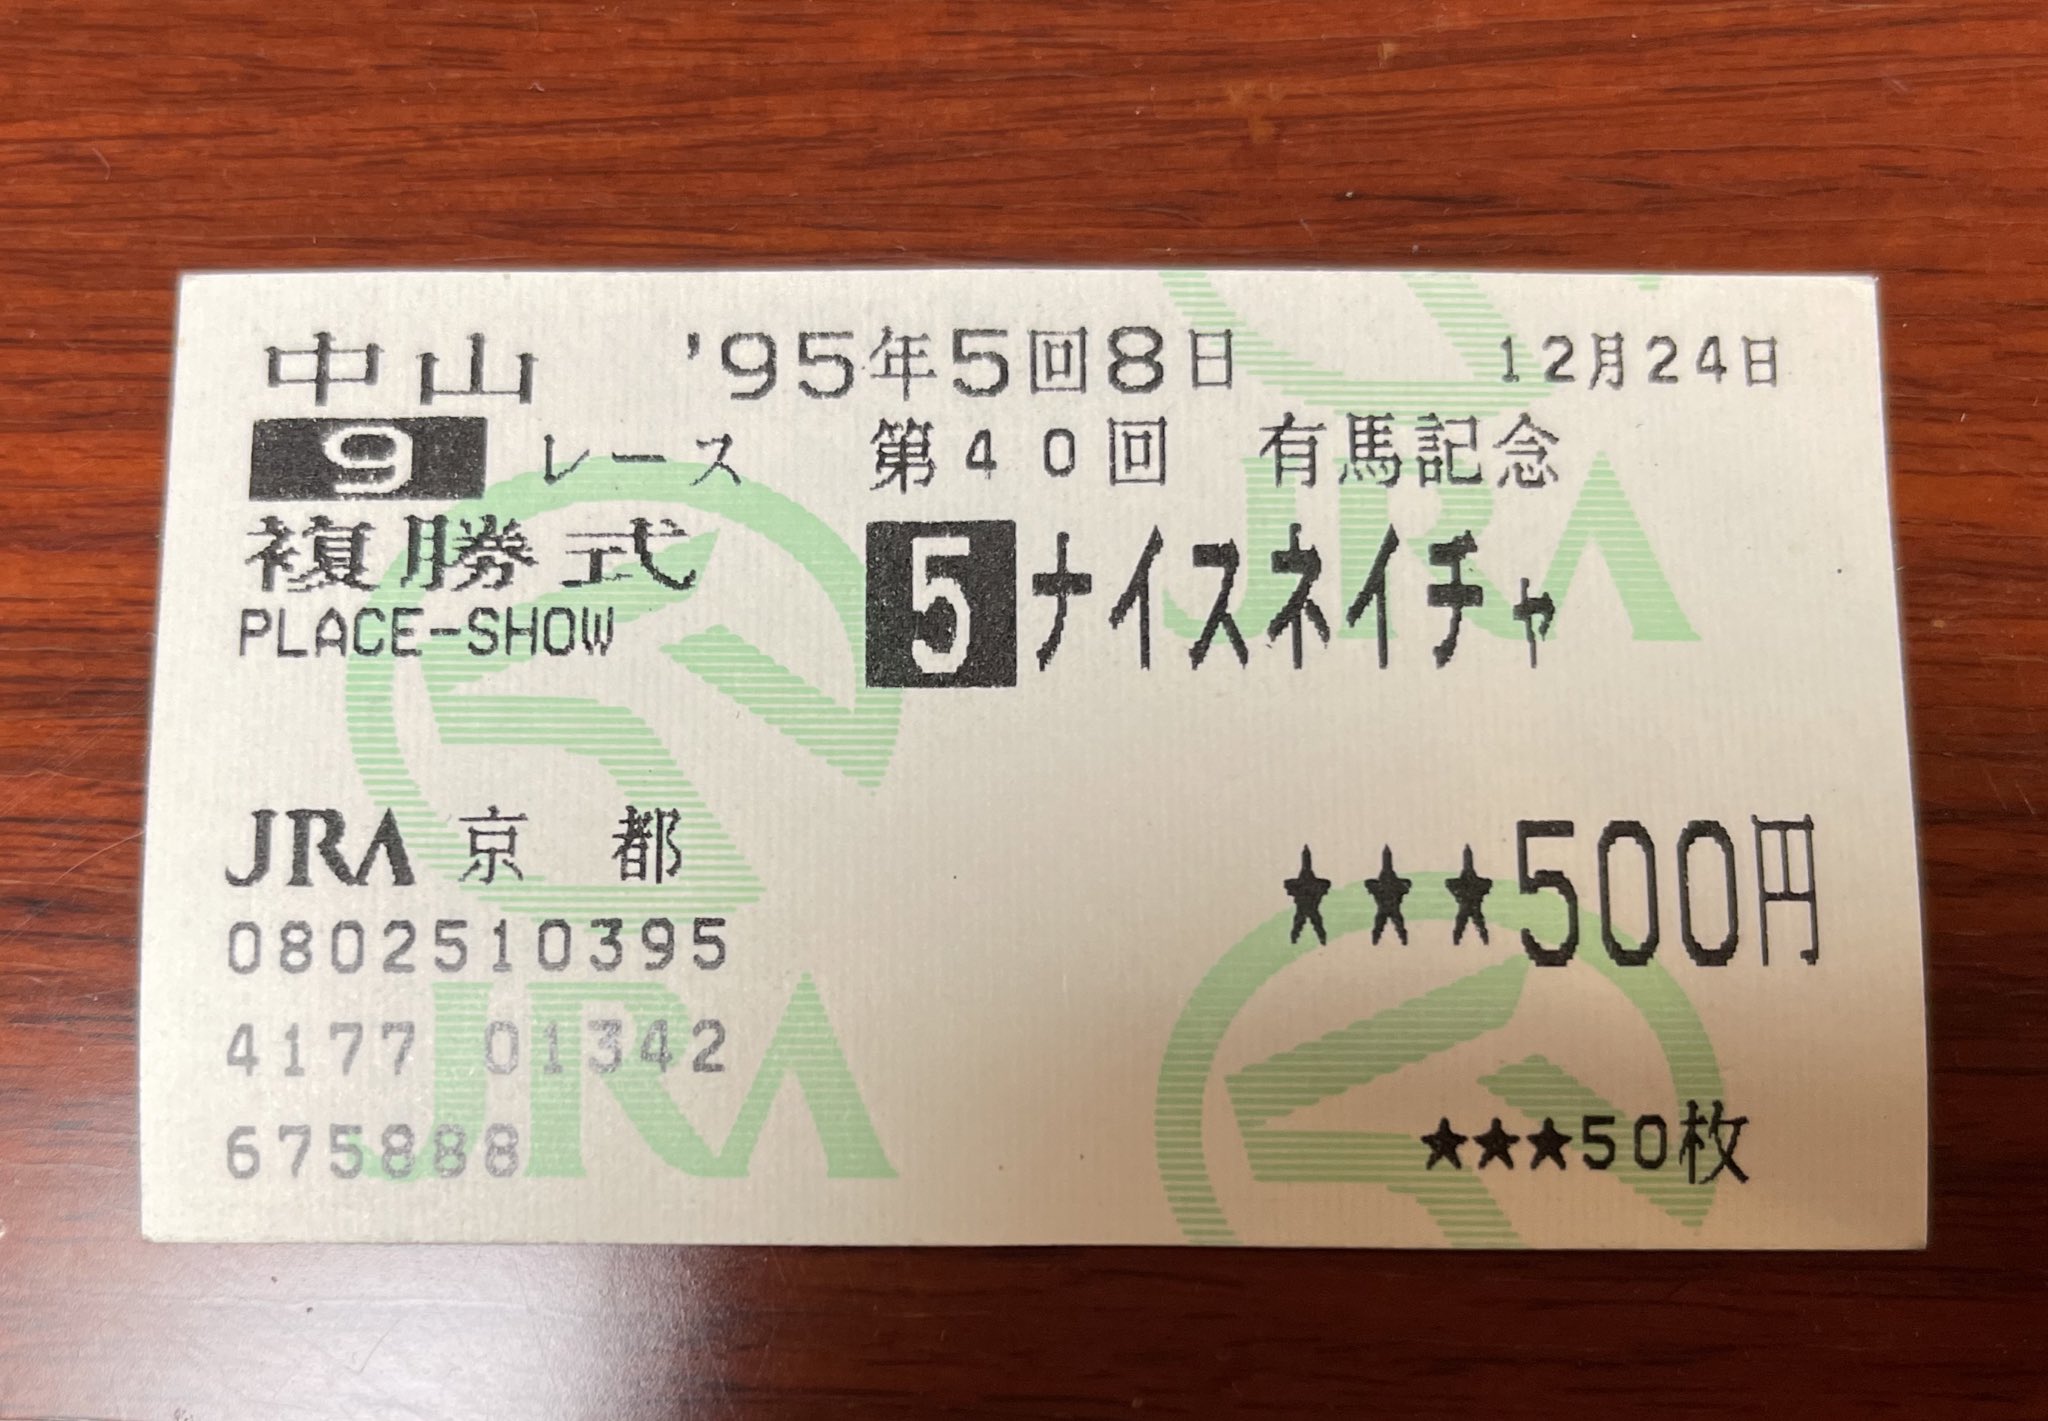 中山 '95年5回8日 12月24日
9 レース 第40回 有馬記念
複勝式 5 ナイスネイチャ
PLACE-SHOW
JRA 京都 ★★★500円
0802510395
4177 01342
675888 ★★★50枚
JRA
JRA